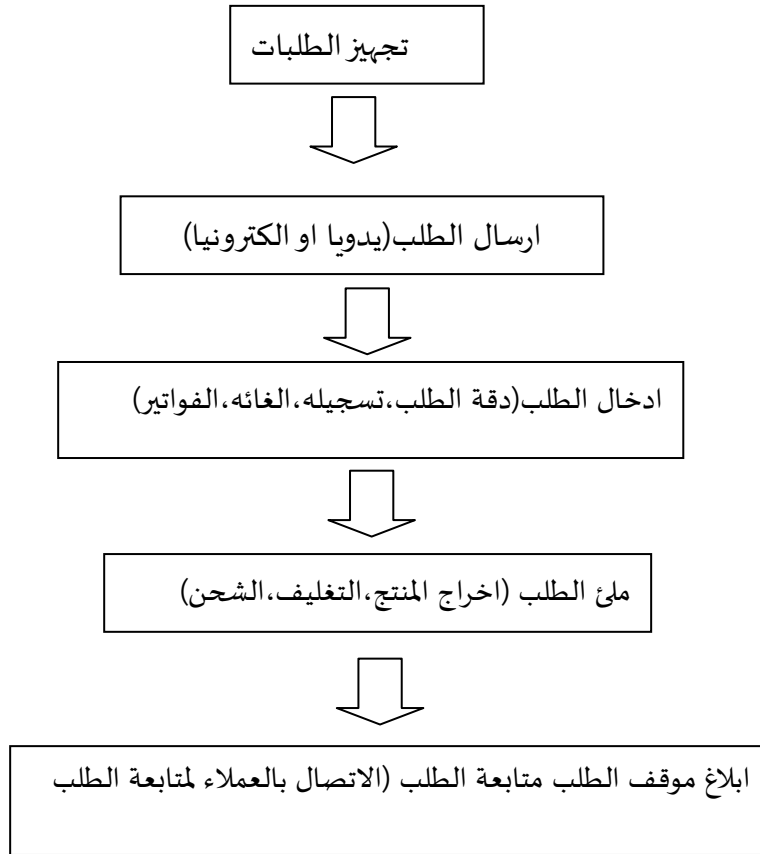 تجهيز الطلبات
ارسال الطلب(يدويا او الكترونيا)
ادخال الطلب(دقة الطلب،تسجيله،الغائه،الفواتير)
ملئ الطلب (اخراج المنتج،التغليف،الشحن)
ابلاغ موقف الطلب متابعة الطلب (الاتصال بالعملاء لمتابعة الطلب